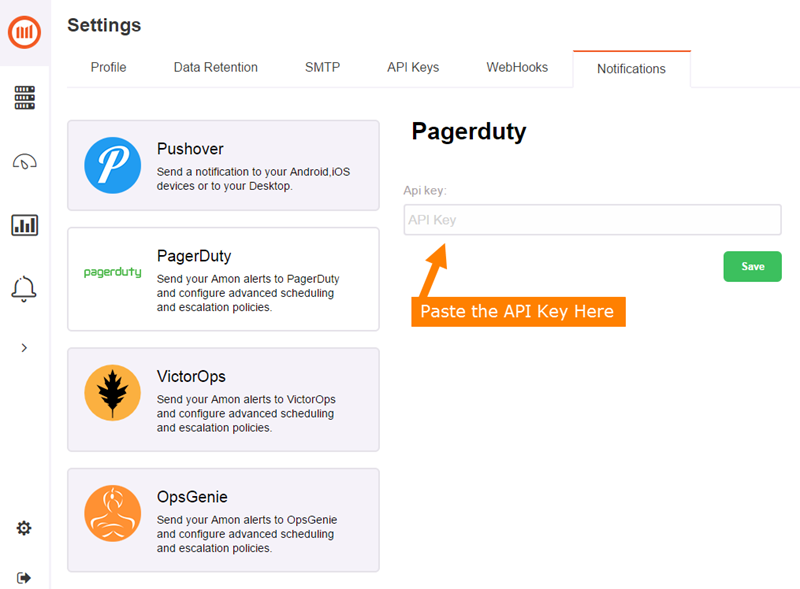 Settings
Profile
Data Retention
SMTP
API Keys
WebHooks
Notifications
Pushover
Send a notification to your Android,iOS
devices or to your Desktop.
pagerduty
PagerDuty
Send your Amon alerts to PagerDuty
and configure advanced scheduling
and escalation policies.
VictorOps
Send your Amon alerts to VictorOps
and configure advanced scheduling
and escalation policies.
OpsGenie
Send your Amon alerts to OpsGenie
and configure advanced scheduling
and escalation policies.
Pagerduty
Api key:
API Key
Save
Paste the API Key Here